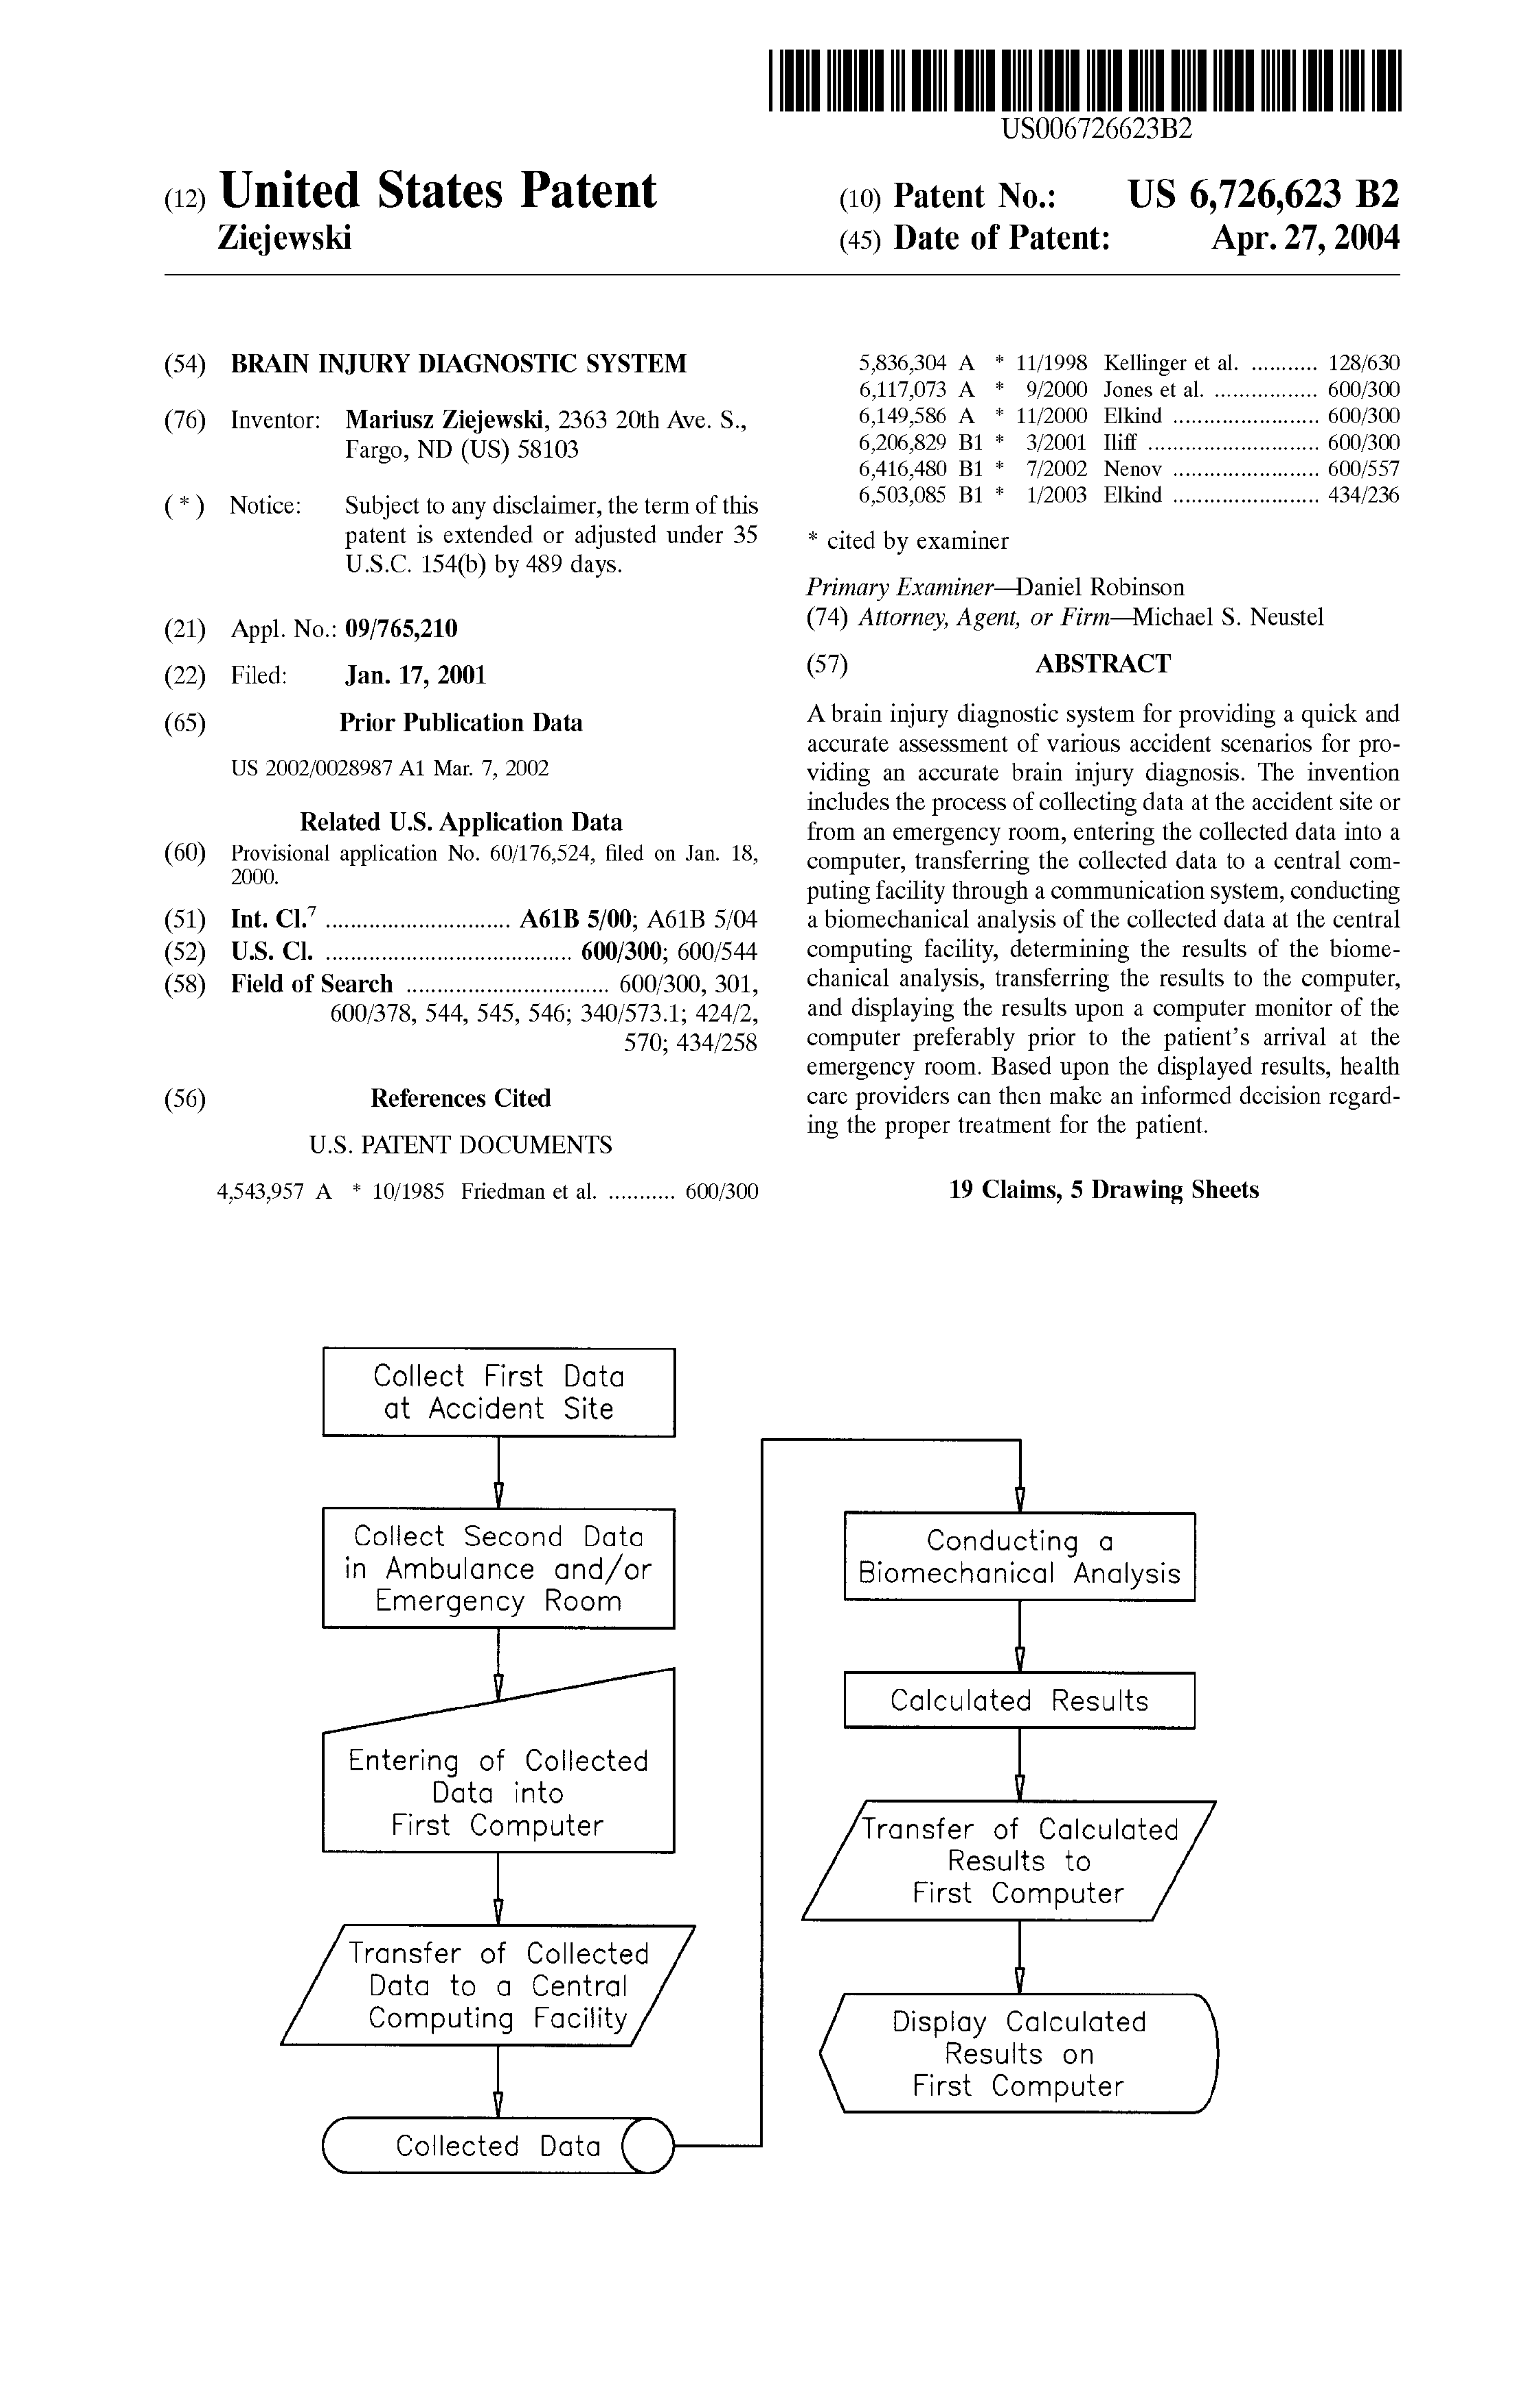 US006726623B2
(12) United States Patent
Ziejewski
(10) Patent No.: US 6,726,623 B2
(45) Date of Patent: Apr. 27, 2004
(54) BRAIN INJURY DIAGNOSTIC SYSTEM
(76) Inventor: Mariusz Ziejewski, 2363 20th Ave. S.,
Fargo, ND (US) 58103
( * ) Notice: Subject to any disclaimer, the term of this
patent is extended or adjusted under 35
U.S.C. 154(b) by 489 days.
(21) Appl. No.: 09/765,210
(22) Filed: Jan. 17, 2001
(65) Prior Publication Data
US 2002/0028987 A1 Mar. 7, 2002
Related U.S. Application Data
(60) Provisional application No. 60/176,524, filed on Jan. 18,
2000.
(51) Int. Cl.7 .............................. A61B 5/00; A61B 5/04
(52) U.S. Cl. ........................................ 600/300; 600/544
(58) Field of Search ................................. 600/300, 301,
600/378, 544, 545, 546; 340/573.1; 424/2,
570; 434/258
(56) References Cited
U.S. PATENT DOCUMENTS
4,543,957 A * 10/1985 Friedman et al. ........... 600/300
5,836,304 A * 11/1998 Kellinger et al. ........... 128/630
6,117,073 A * 9/2000 Jones et al. ................. 600/300
6,149,586 A * 11/2000 Elkind ........................ 600/300
6,206,829 B1 * 3/2001 Iliff ............................ 600/300
6,416,480 B1 * 7/2002 Nenov ........................ 600/557
6,503,085 B1 * 1/2003 Elkind ........................ 434/236
* cited by examiner
Primary Examiner—Daniel Robinson
(74) Attorney, Agent, or Firm—Michael S. Neustel
(57) ABSTRACT
A brain injury diagnostic system for providing a quick and
accurate assessment of various accident scenarios for pro-
viding an accurate brain injury diagnosis. The invention
includes the process of collecting data at the accident site or
from an emergency room, entering the collected data into a
computer, transferring the collected data to a central com-
puting facility through a communication system, conducting
a biomechanical analysis of the collected data at the central
computing facility, determining the results of the biome-
chanical analysis, transferring the results to the computer,
and displaying the results upon a computer monitor of the
computer preferably prior to the patient's arrival at the
emergency room. Based upon the displayed results, health
care providers can then make an informed decision regard-
ing the proper treatment for the patient.
19 Claims, 5 Drawing Sheets
Collect First Data
at Accident Site
Collect Second Data
in Ambulance and/or
Emergency Room
Entering of Collected
Data into
First Computer
Transfer of Collected
Data to a Central
Computing Facility
Collected Data
Conducting a
Biomechanical Analysis
Calculated Results
Transfer of Calculated
Results to
First Computer
Display Calculated
Results on
First Computer